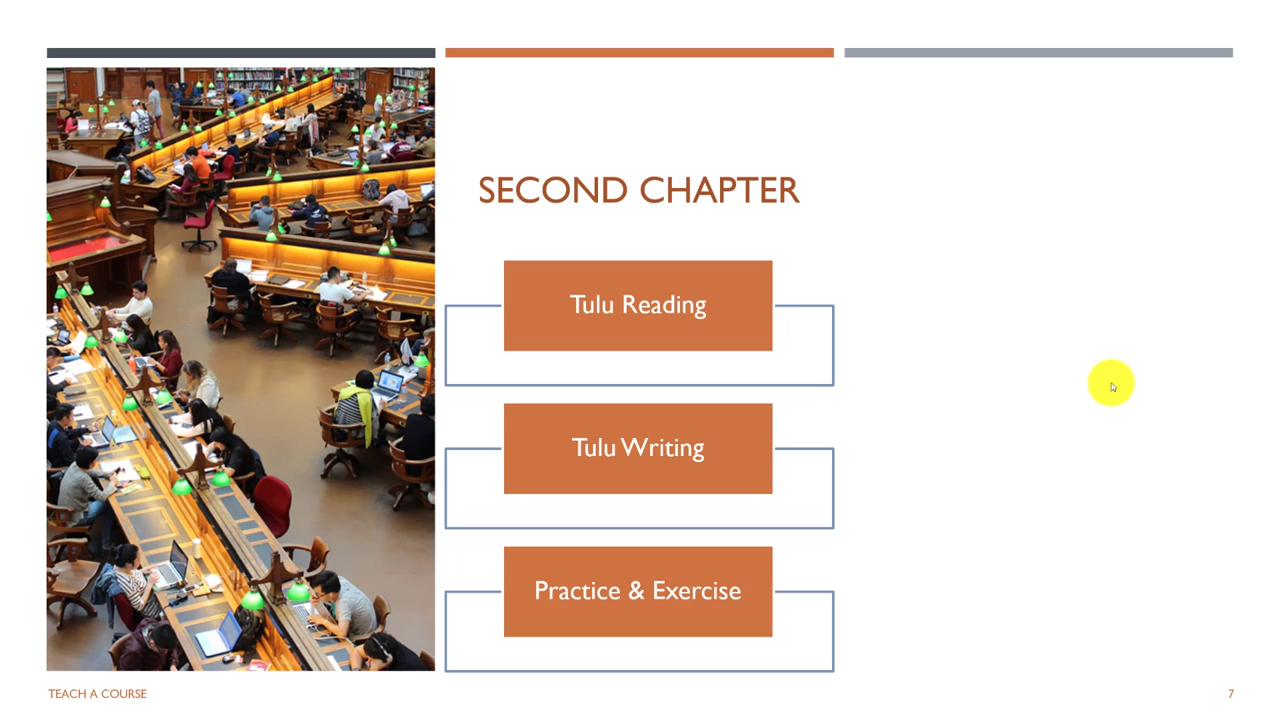 SECOND CHAPTER
Tulu Reading
Tulu Writing
Practice & Exercise
TEACH A COURSE
7